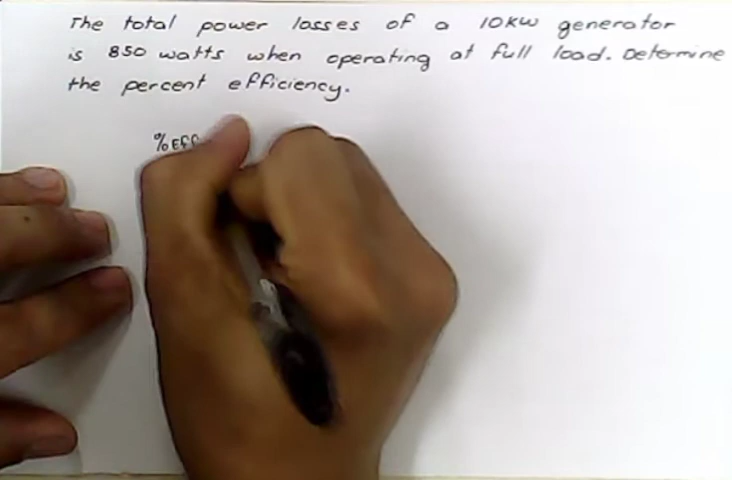 The total power losses of a 10kW generator
is 850 watts when operating at full load. Determine
the percent efficiency.
%Eff